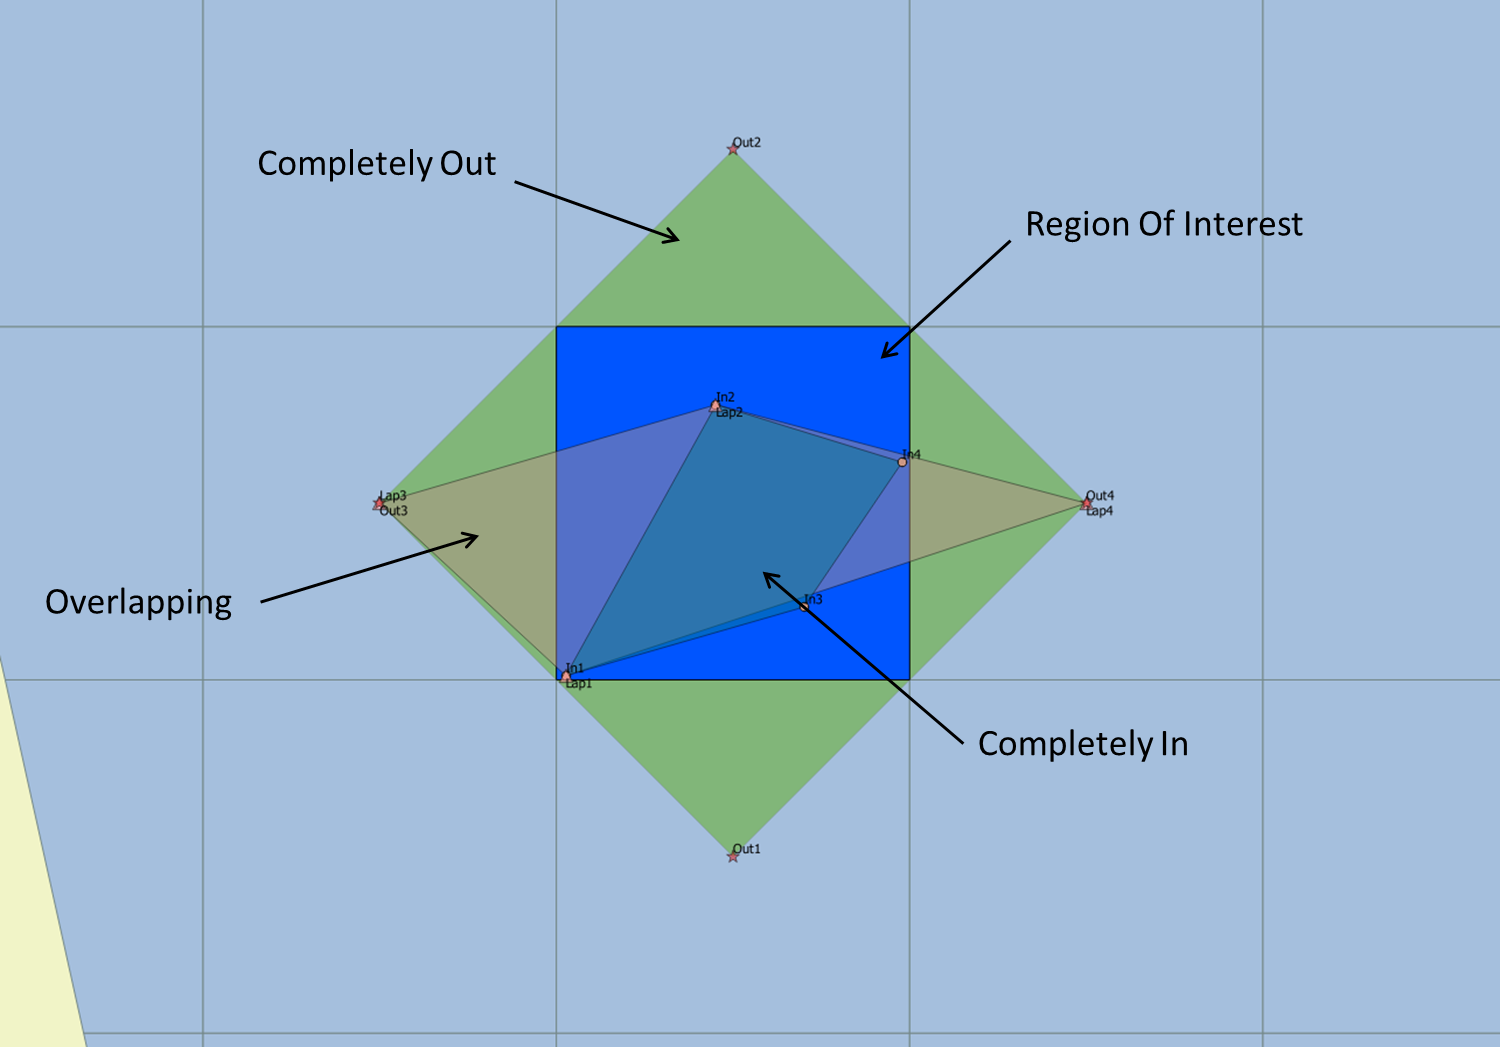 Out2
Completely Out
Region Of Interest
In2
Lap2
In4
Lap3
Out3
Out4
Lap4
Overlapping
In3
In1
Lap1
Completely In
Out1